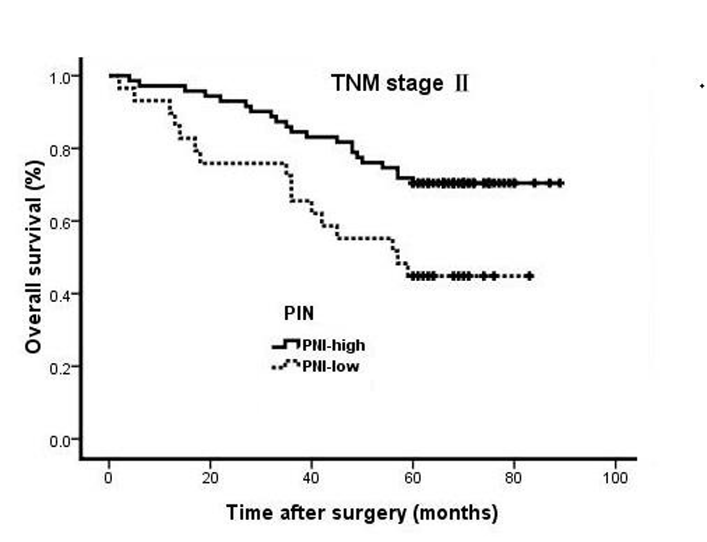 TNM stage Ⅱ
Overall survival (%)
1.0
0.8
0.6
0.4
0.2
0.0
PIN
PNI-high
PNI-low
0 20 40 60 80 100
Time after surgery (months)